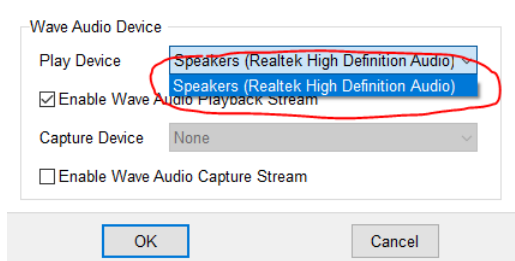 Wave Audio Device
Play Device
Speakers (Realtek High Definition Audio)
Speakers (Realtek High Definition Audio)
Enable Wave Audio Playback Stream
Capture Device
None
Enable Wave Audio Capture Stream
OK
Cancel